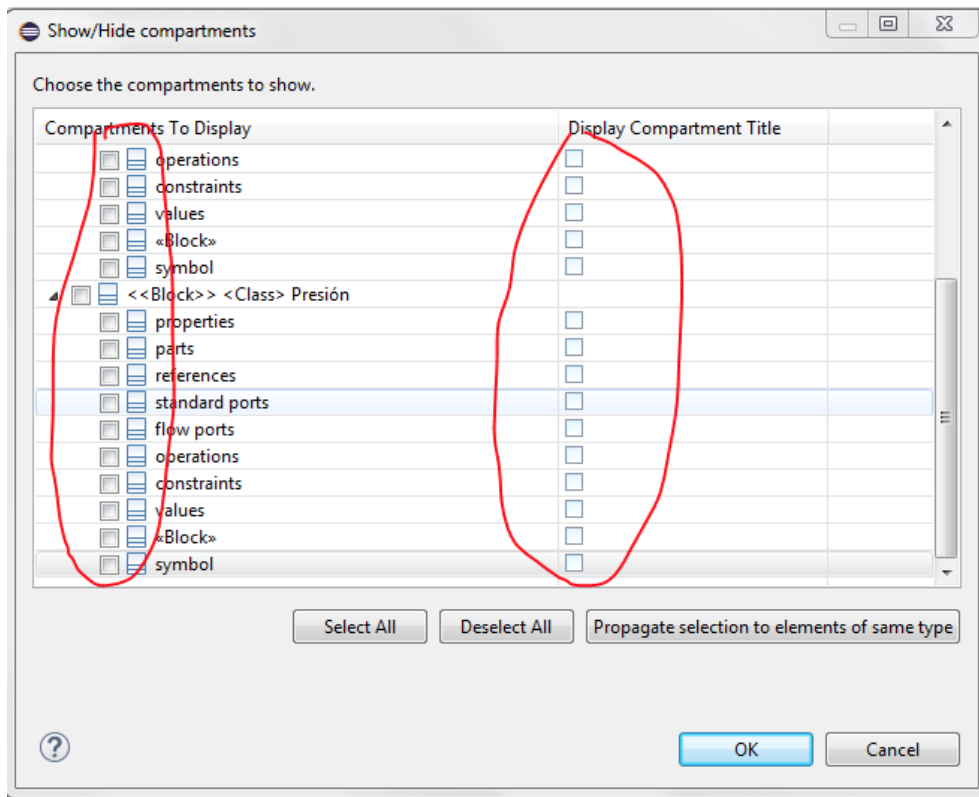 Show/Hide compartments
Choose the compartments to show.
Compartments To Display Display Compartment Title
operations
constraints
values
«Block»
symbol
<<Block>> <Class> Presión
properties
parts
references
standard ports
flow ports
operations
constraints
values
«Block»
symbol
Select All Deselect All Propagate selection to elements of same type
? OK Cancel